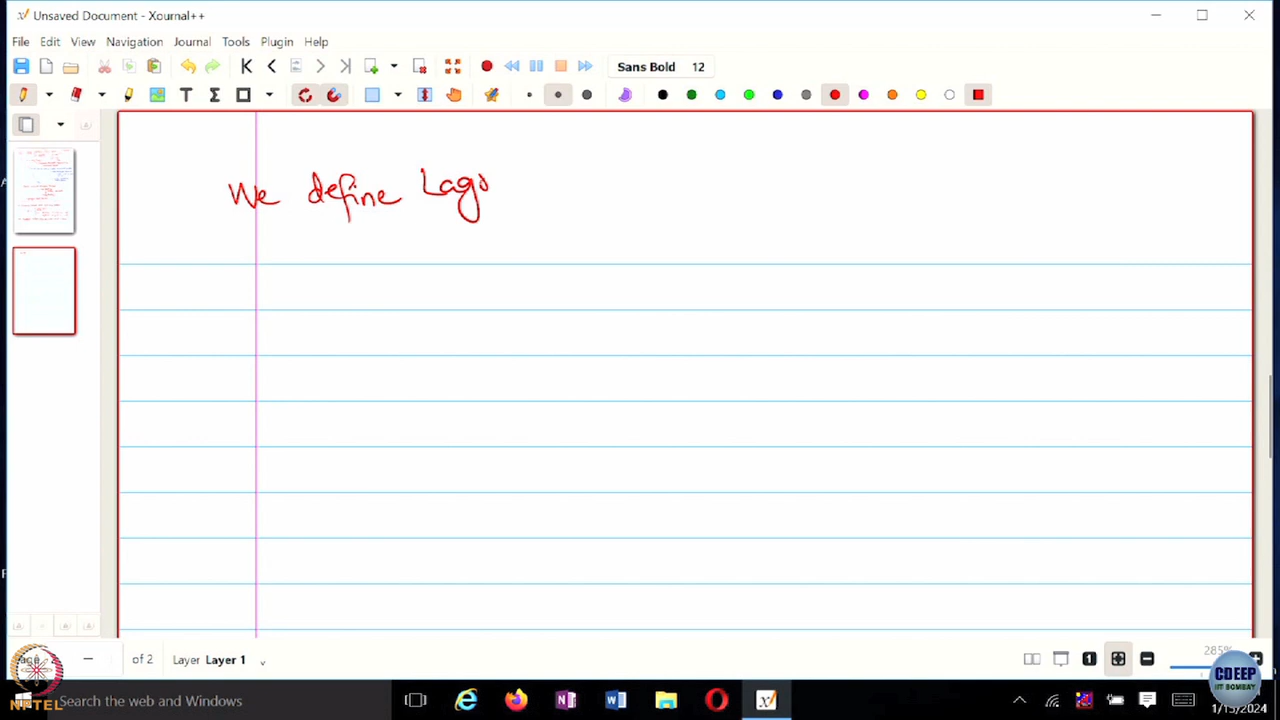 Unsaved Document - Xournal++
File Edit View Navigation Journal Tools Plugin Help
Sans Bold 12
We define Lag
of 2 Layer Layer 1
285%
NPTEL
Search the web and Windows
CDEEP
IIT BOMBAY
1/15/2024